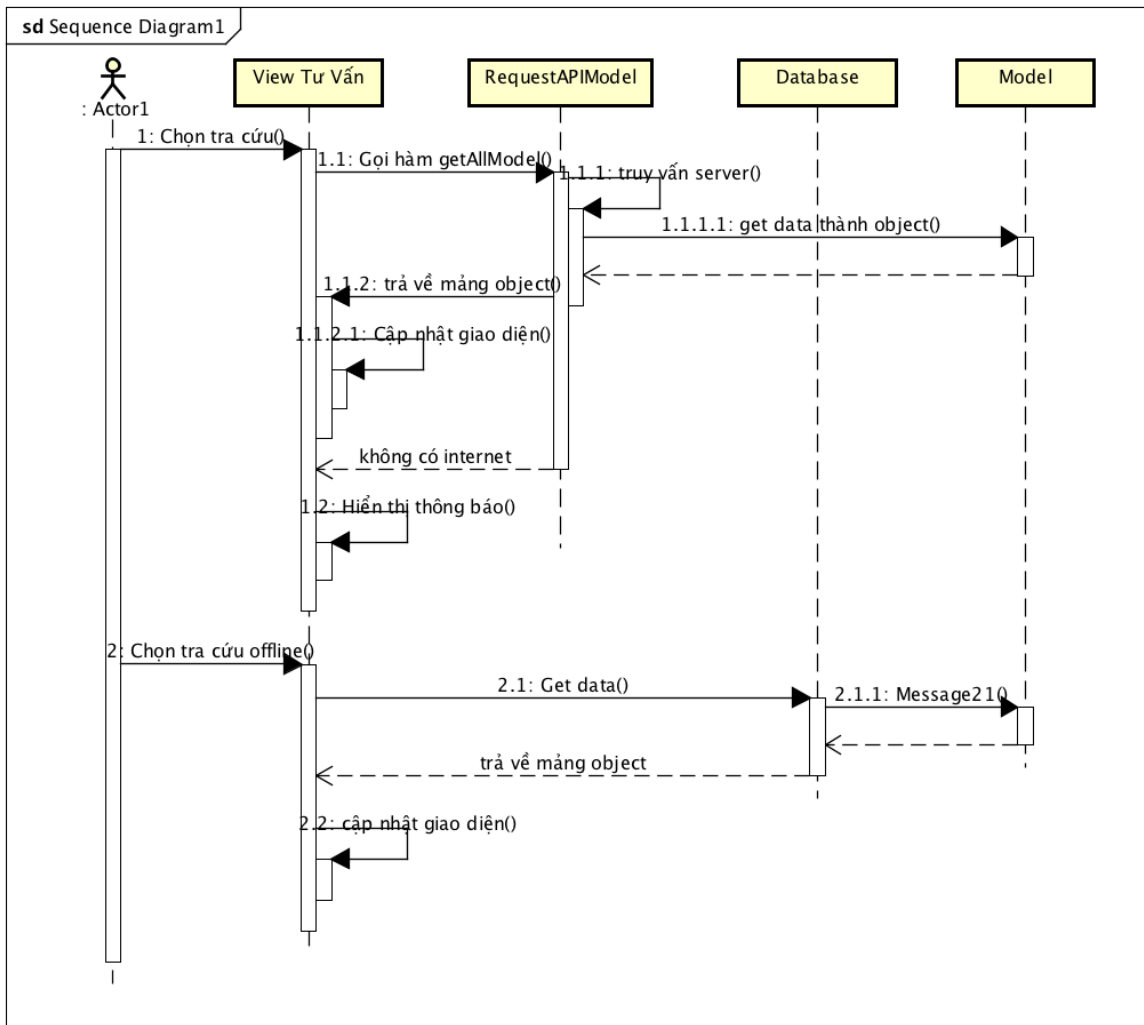 sd Sequence Diagram1
: Actor1
View Tư Vấn
RequestAPIModel
Database
Model
1: Chọn tra cứu()
1.1: Gọi hàm getAllModel()
1.1.1: truy vấn server()
1.1.1.1: get data thành object()
1.1.2: trả về mảng object()
1.1.2.1: Cập nhật giao diện()
không có internet
1.2: Hiển thị thông báo()
2: Chọn tra cứu offline()
2.1: Get data()
2.1.1: Message21()
trả về mảng object
2.2: cập nhật giao diện()